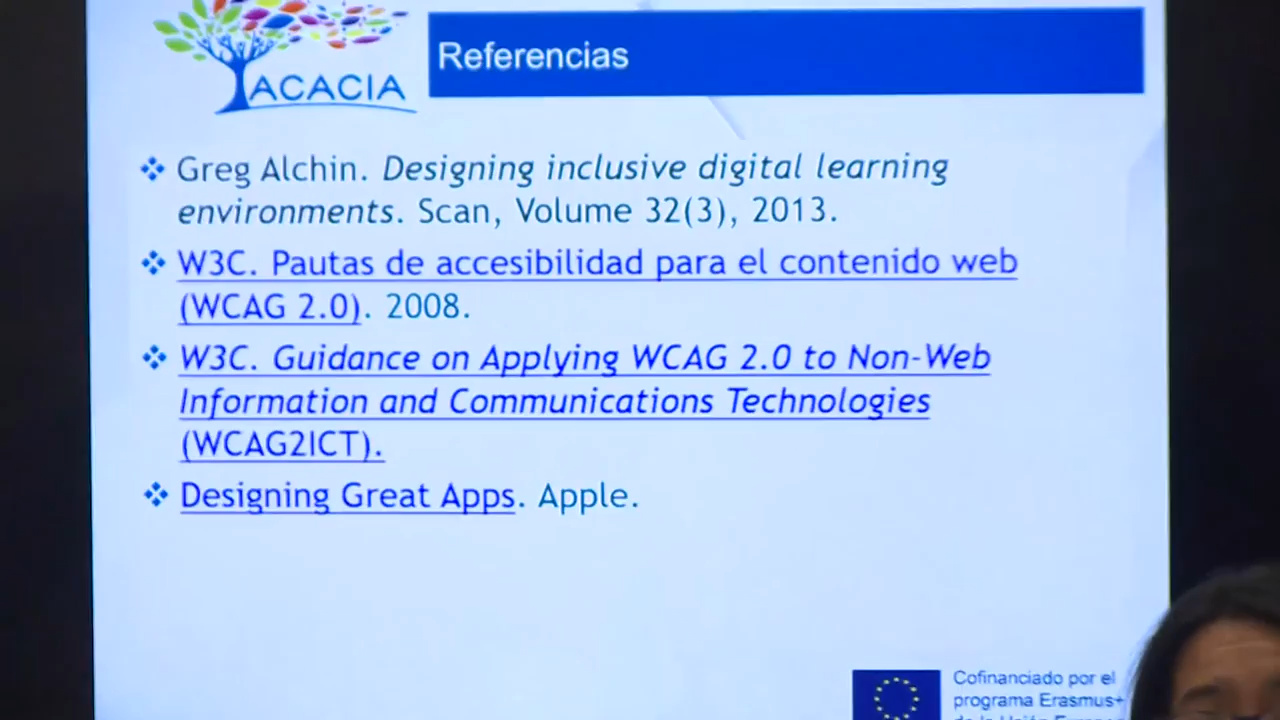 ACACIA
Referencias
❖ Greg Alchin. Designing inclusive digital learning
environments. Scan, Volume 32(3), 2013.
❖ W3C. Pautas de accesibilidad para el contenido web
(WCAG 2.0). 2008.
❖ W3C. Guidance on Applying WCAG 2.0 to Non-Web
Information and Communications Technologies
(WCAG2ICT).
❖ Designing Great Apps. Apple.
Cofinanciado por el
programa Erasmus+